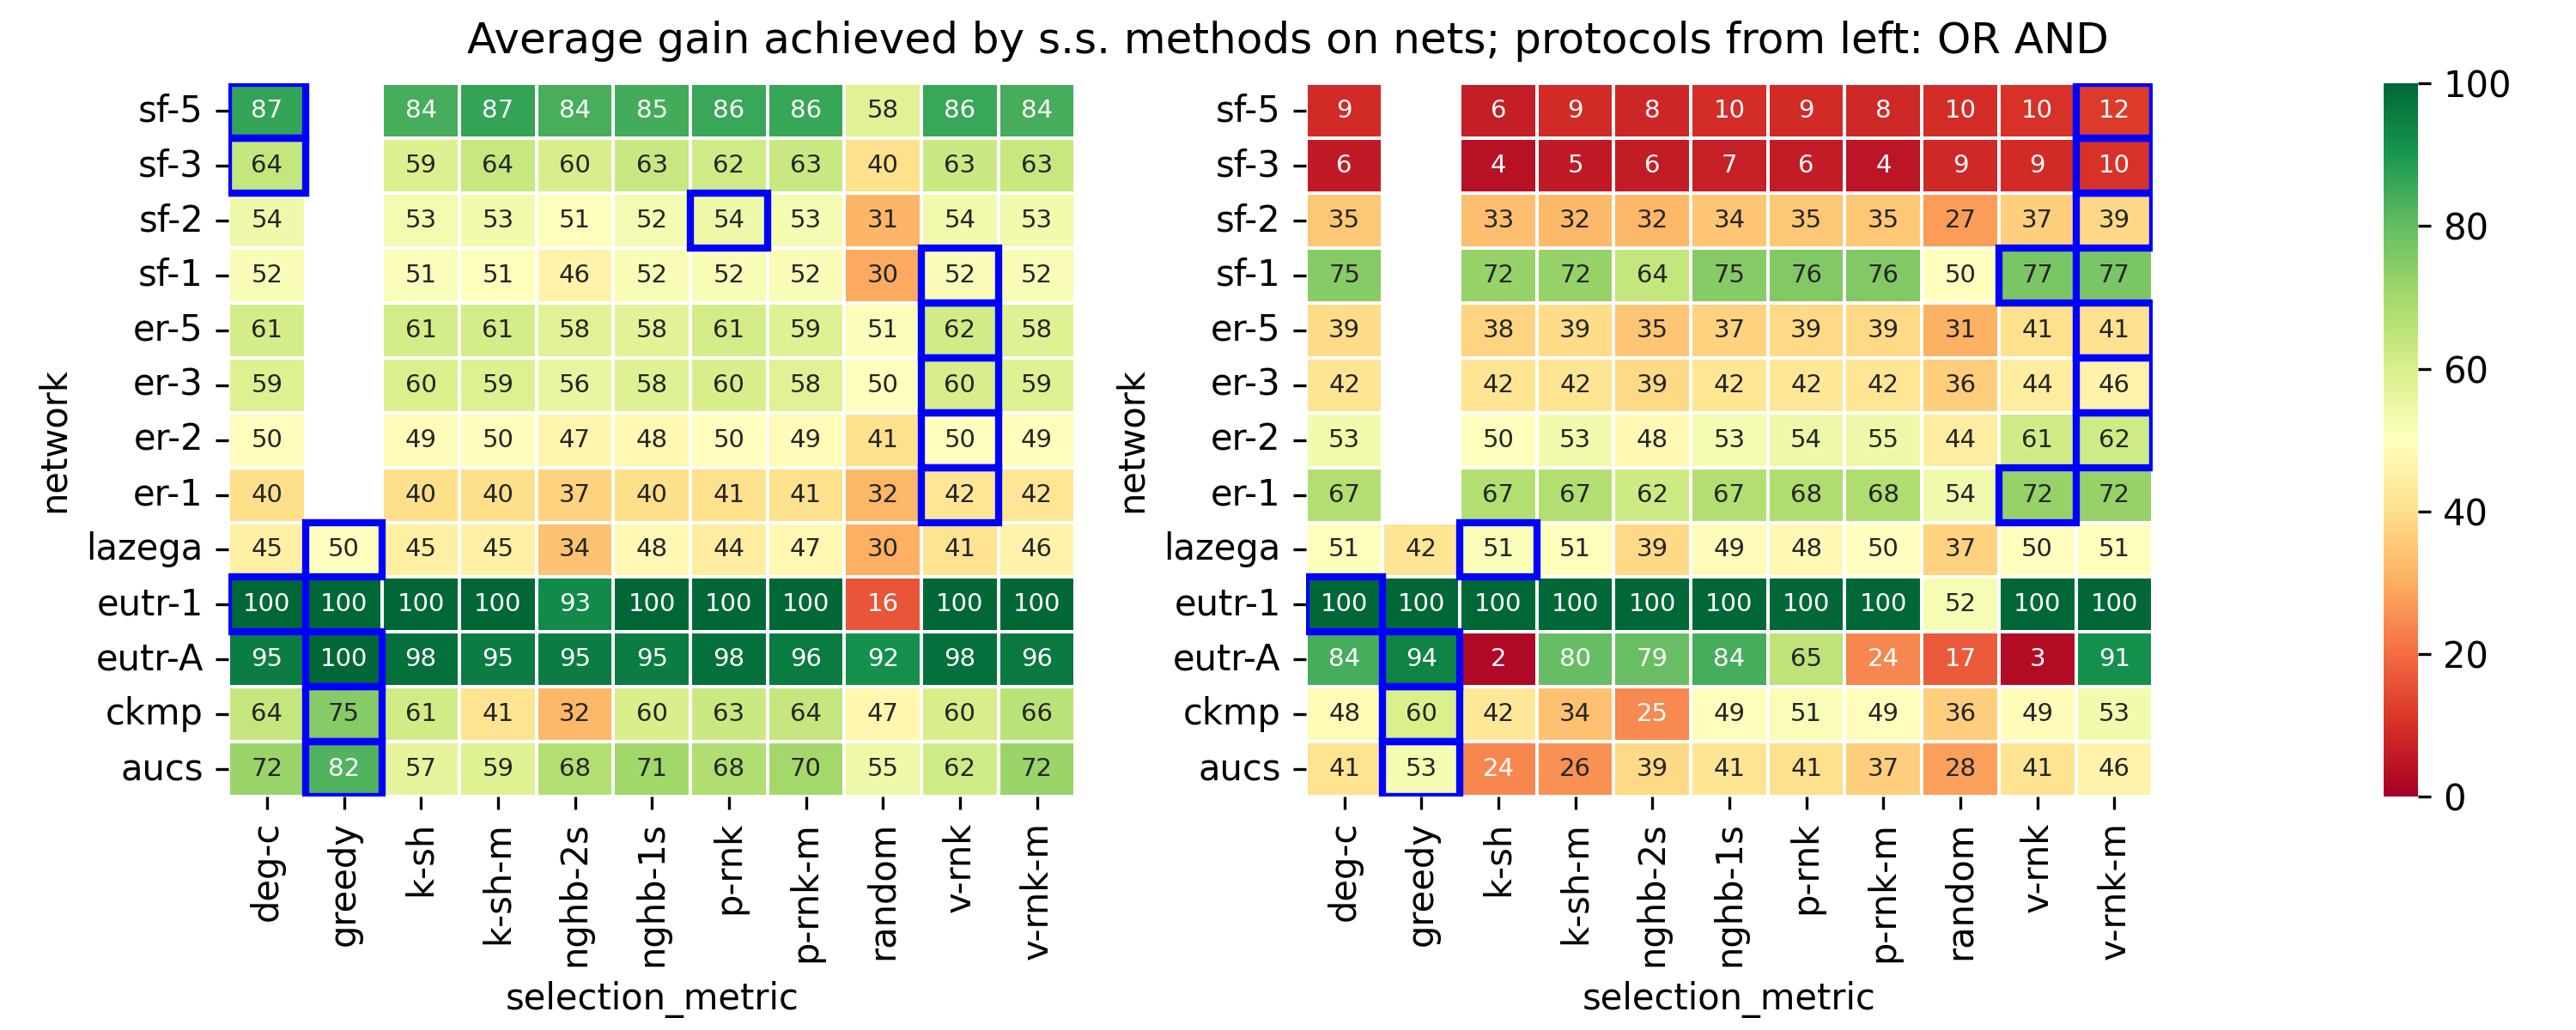 Average gain achieved by s.s. methods on nets; protocols from left: OR AND
network
sf-5 87 84 87 84 85 86 86 58 86 84
sf-3 64 59 64 60 63 62 63 40 63 63
sf-2 54 53 53 51 52 54 53 31 54 53
sf-1 52 51 51 46 52 52 52 30 52 52
er-5 61 61 61 58 58 61 59 51 62 58
er-3 59 60 59 56 58 60 58 50 60 59
er-2 50 49 50 47 48 50 49 41 50 49
er-1 40 40 40 37 40 41 41 32 42 42
lazega 45 50 45 45 34 48 44 47 30 41 46
eutr-1 100 100 100 100 93 100 100 100 16 100 100
eutr-A 95 100 98 95 95 95 98 96 92 98 96
ckmp 64 75 61 41 32 60 63 64 47 60 66
aucs 72 82 57 59 68 71 68 70 55 62 72
deg-c greedy k-sh k-sh-m nghb-2s nghb-1s p-rnk p-rnk-m random v-rnk v-rnk-m
selection_metric
network
sf-5 9 6 9 8 10 9 8 10 10 12
sf-3 6 4 5 6 7 6 4 9 9 10
sf-2 35 33 32 32 34 35 35 27 37 39
sf-1 75 72 72 64 75 76 76 50 77 77
er-5 39 38 39 35 37 39 39 31 41 41
er-3 42 42 42 39 42 42 42 36 44 46
er-2 53 50 53 48 53 54 55 44 61 62
er-1 67 67 67 62 67 68 68 54 72 72
lazega 51 42 51 51 39 49 48 50 37 50 51
eutr-1 100 100 100 100 100 100 100 100 52 100 100
eutr-A 84 94 2 80 79 84 65 24 17 3 91
ckmp 48 60 42 34 25 49 51 49 36 49 53
aucs 41 53 24 26 39 41 41 37 28 41 46
deg-c greedy k-sh k-sh-m nghb-2s nghb-1s p-rnk p-rnk-m random v-rnk v-rnk-m
selection_metric
100
80
60
40
20
0